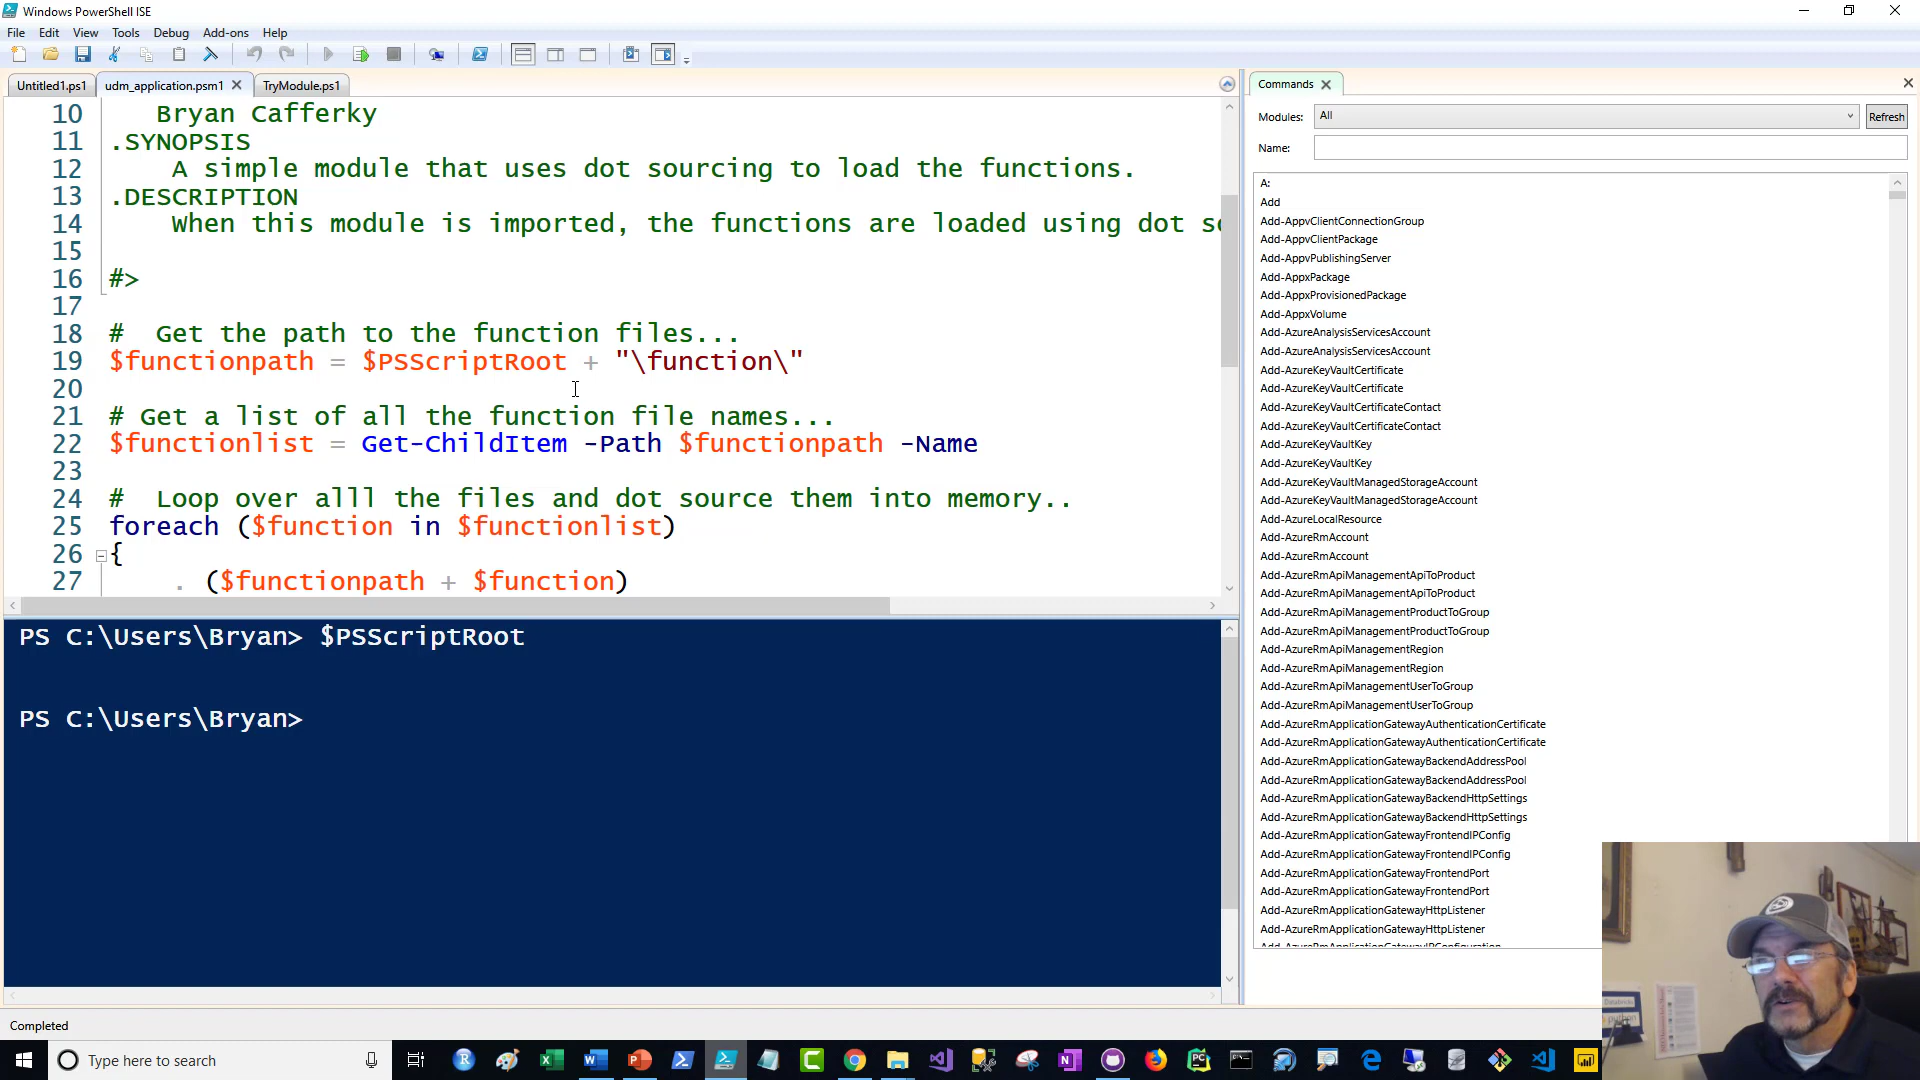 Windows PowerShell ISE
File Edit View Tools Debug Add-ons Help
Untitled1.ps1 udm_application.psm1 TryModule.ps1
10 Bryan Cafferky
11 .SYNOPSIS
12 A simple module that uses dot sourcing to load the functions.
13 .DESCRIPTION
14 When this module is imported, the functions are loaded using dot so
15
16 #>
17
18 #  Get the path to the function files...
19 $functionpath = $PSScriptRoot + "\function\"
20
21 # Get a list of all the function file names...
22 $functionlist = Get-ChildItem -Path $functionpath -Name
23
24 #  Loop over alll the files and dot source them into memory..
25 foreach ($function in $functionlist)
26 {
27 . ($functionpath + $function)
PS C:\Users\Bryan> $PSScriptRoot
PS C:\Users\Bryan>
Completed
Commands
Modules: All Refresh
Name:
A:
Add
Add-AppvClientConnectionGroup
Add-AppvClientPackage
Add-AppvPublishingServer
Add-AppxPackage
Add-AppxProvisionedPackage
Add-AppxVolume
Add-AzureAnalysisServicesAccount
Add-AzureAnalysisServicesAccount
Add-AzureKeyVaultCertificate
Add-AzureKeyVaultCertificate
Add-AzureKeyVaultCertificateContact
Add-AzureKeyVaultCertificateContact
Add-AzureKeyVaultKey
Add-AzureKeyVaultKey
Add-AzureKeyVaultManagedStorageAccount
Add-AzureKeyVaultManagedStorageAccount
Add-AzureLocalResource
Add-AzureRmAccount
Add-AzureRmAccount
Add-AzureRmApiManagementApiToProduct
Add-AzureRmApiManagementApiToProduct
Add-AzureRmApiManagementProductToGroup
Add-AzureRmApiManagementProductToGroup
Add-AzureRmApiManagementRegion
Add-AzureRmApiManagementRegion
Add-AzureRmApiManagementUserToGroup
Add-AzureRmApiManagementUserToGroup
Add-AzureRmApplicationGatewayAuthenticationCertificate
Add-AzureRmApplicationGatewayAuthenticationCertificate
Add-AzureRmApplicationGatewayBackendAddressPool
Add-AzureRmApplicationGatewayBackendAddressPool
Add-AzureRmApplicationGatewayBackendHttpSettings
Add-AzureRmApplicationGatewayBackendHttpSettings
Add-AzureRmApplicationGatewayFrontendIPConfig
Add-AzureRmApplicationGatewayFrontendIPConfig
Add-AzureRmApplicationGatewayFrontendPort
Add-AzureRmApplicationGatewayFrontendPort
Add-AzureRmApplicationGatewayHttpListener
Add-AzureRmApplicationGatewayHttpListener
Add-AzureRmApplicationGatewayIPConfiguration
python
Type here to search